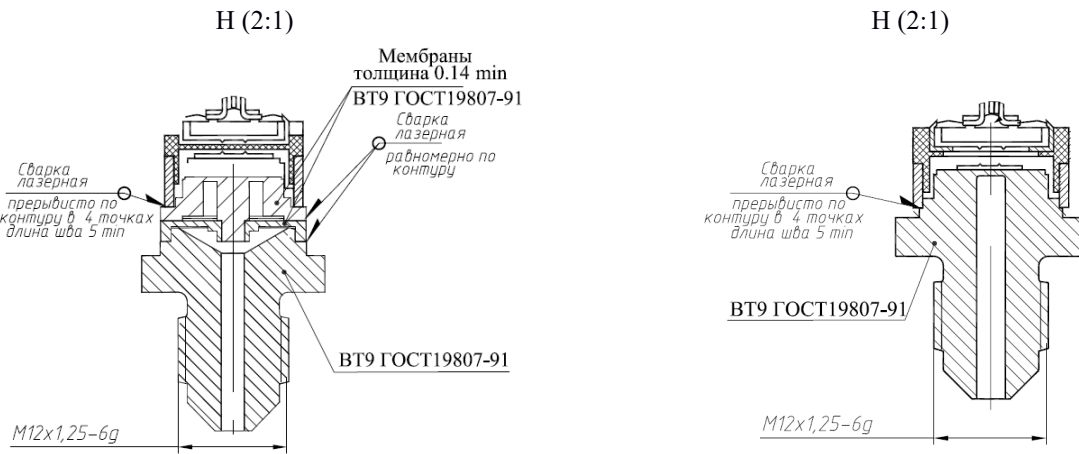 Н (2:1)
Мембраны
толщина 0.14 min
ВТ9 ГОСТ19807-91
Сварка
лазерная
равномерно по
контуру
Сварка
лазерная
прерывисто по
контуру в 4 точках
длина шва 5 min
ВТ9 ГОСТ19807-91
М12х1,25-6g
Н (2:1)
Сварка
лазерная
прерывисто по
контуру в 4 точках
длина шва 5 min
ВТ9 ГОСТ19807-91
М12х1,25-6g